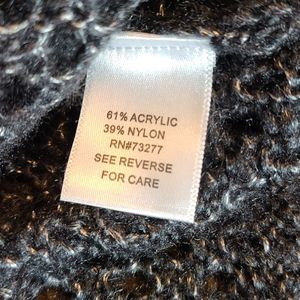 61% ACRYLIC
39% NYLON
RN#73277
SEE REVERSE
FOR CARE